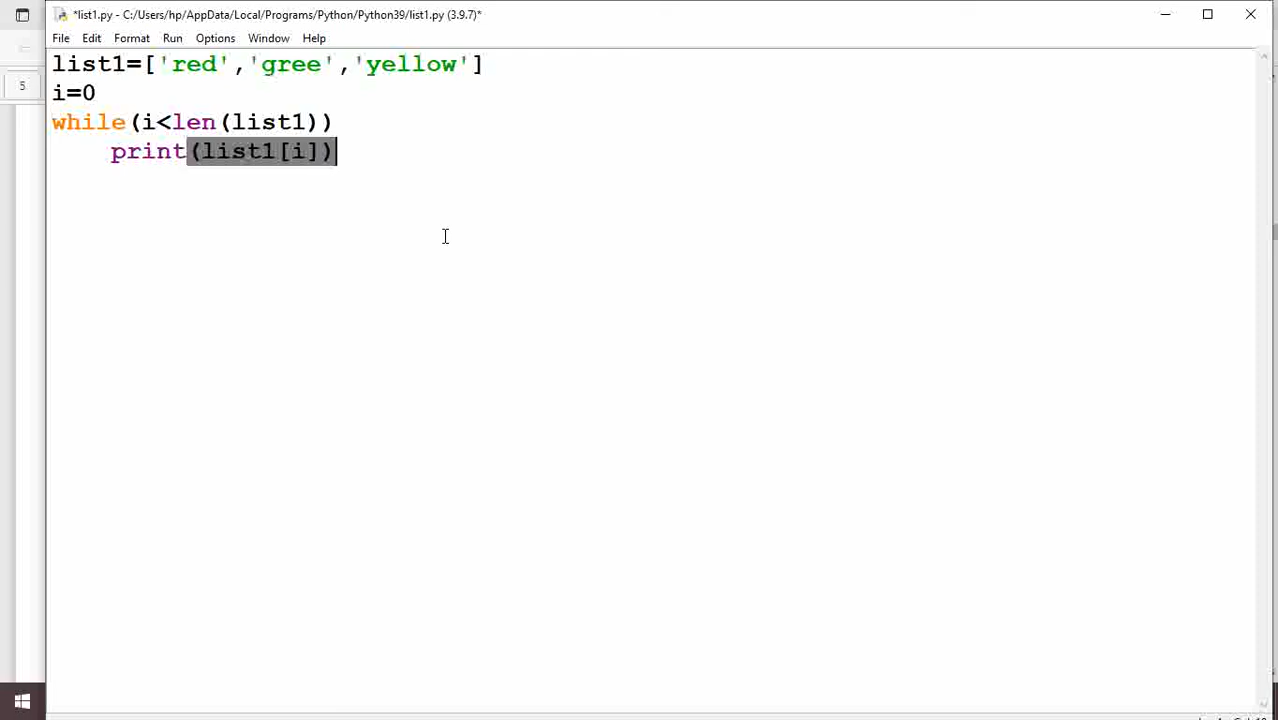 *list1.py - C:/Users/hp/AppData/Local/Programs/Python/Python39/list1.py (3.9.7)*
File Edit Format Run Options Window Help
list1=['red','gree','yellow']
i=0
while(i<len(list1))
    print(list1[i])
5